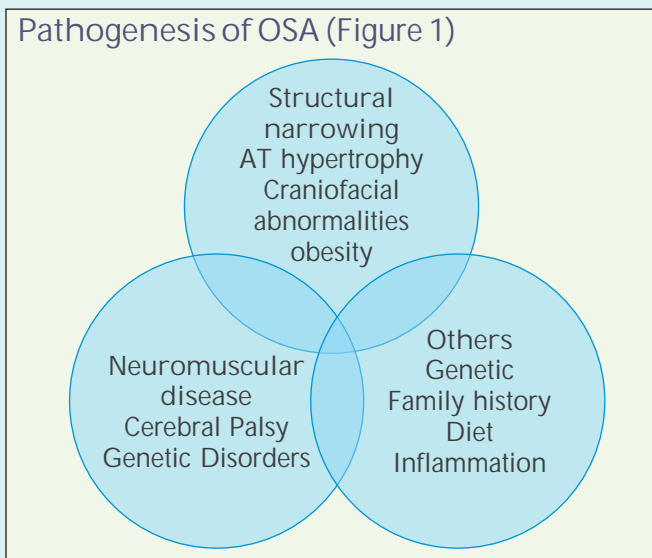 Pathogenesis of OSA (Figure 1)
Structural
narrowing
AT hypertrophy
Craniofacial
abnormalities
obesity
Neuromuscular
disease
Cerebral Palsy
Genetic Disorders
Others
Genetic
Family history
Diet
Inflammation